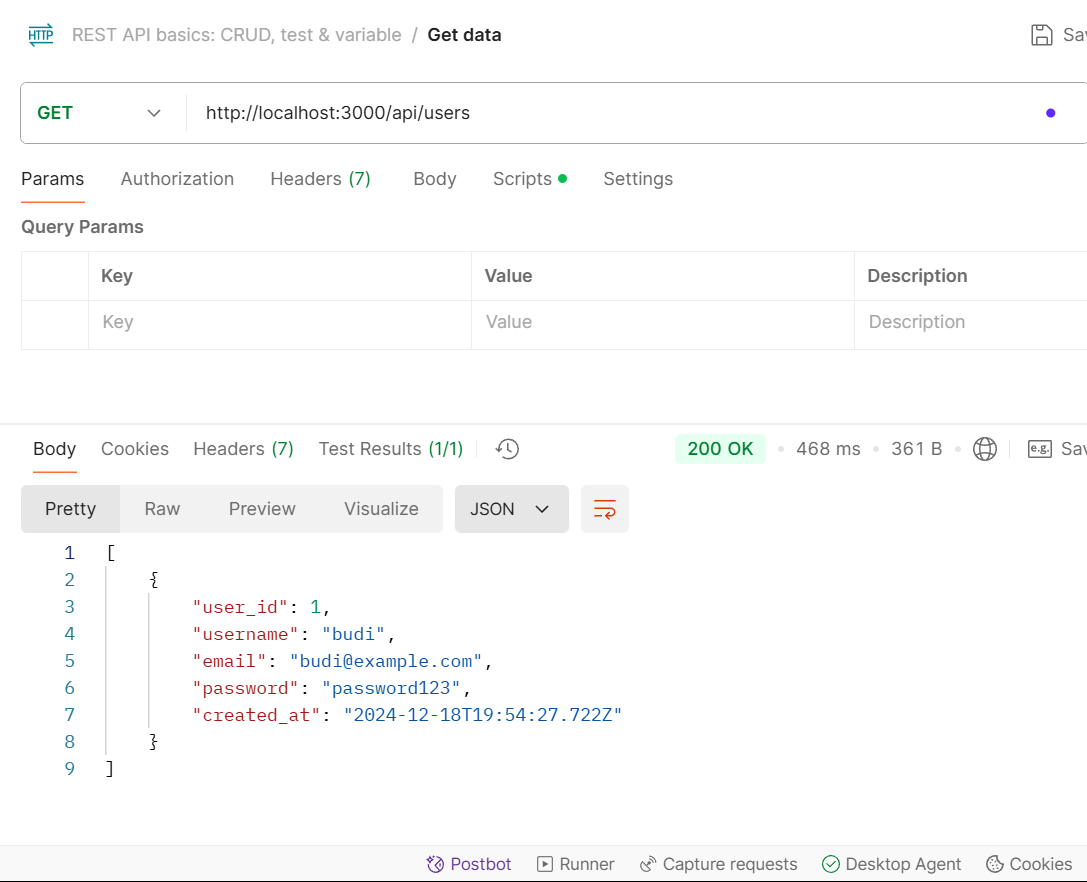 HTTP REST API basics: CRUD, test & variable / Get data Sav
GET http://localhost:3000/api/users
Params Authorization Headers (7) Body Scripts Settings
Query Params
Key Value Description
Key Value Description
Body Cookies Headers (7) Test Results (1/1) 200 OK • 468 ms • 361 B • e.g. Sav
Pretty Raw Preview Visualize JSON
1 [
2 {
3 "user_id": 1,
4 "username": "budi",
5 "email": "budi@example.com",
6 "password": "password123",
7 "created_at": "2024-12-18T19:54:27.722Z"
8 }
9 ]
Postbot Runner Capture requests Desktop Agent Cookies